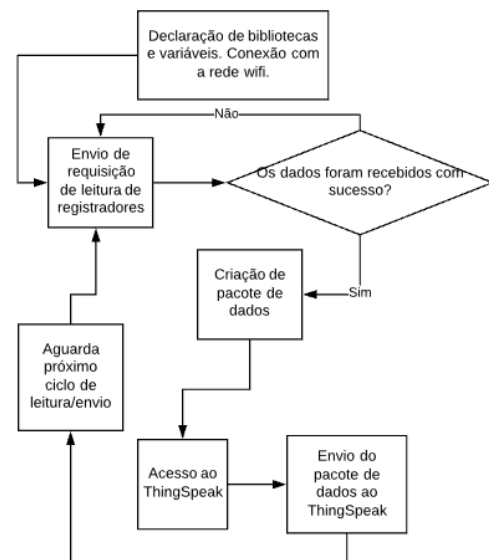 Declaração de bibliotecas
e variáveis. Conexão com
a rede wifi.
Não
Envio de
requisição
de leitura de
registradores
Os dados foram recebidos com
sucesso?
Criação de
pacote de
dados
Sim
Aguarda
próximo
ciclo de
leitura/envio
Acesso ao
ThingSpeak
Envio do
pacote de
dados ao
ThingSpeak